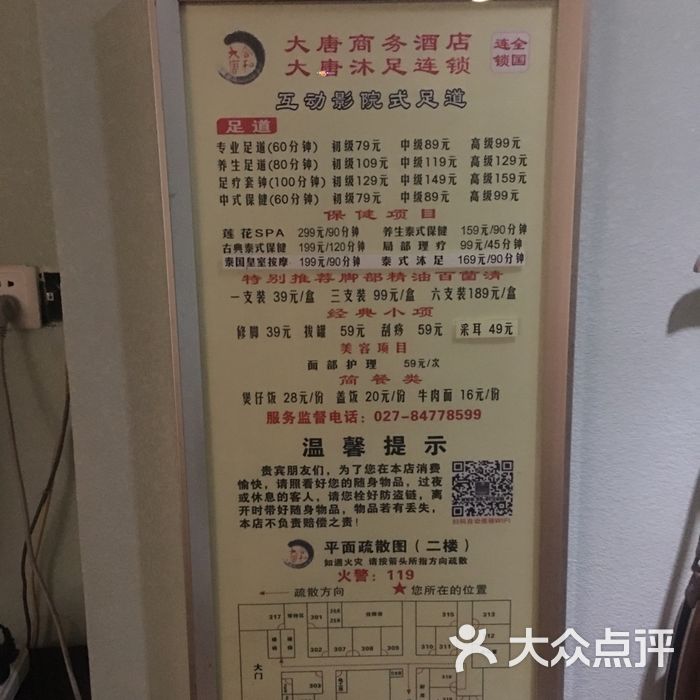 大唐商务酒店
大唐沐足连锁
全国连锁
互动影院式足道
足道
专业足道(60分钟) 初级79元 中级89元 高级99元
养生足道(80分钟) 初级109元 中级119元 高级129元
足疗套钟(100分钟) 初级129元 中级149元 高级159元
中式保健(60分钟) 初级79元 中级89元 高级99元
保健项目
莲花SPA 299元/90分钟 养生泰式保健 159元/90分钟
古典泰式保健 199元/120分钟 局部理疗 99元/45分钟
泰国皇室按摩 199元/90分钟 泰式沐足 169元/90分钟
特别推荐脚部精油百菌清
一支装 39元/盒 三支装 99元/盒 六支装189元/盒
经典小项
修脚 39元 拔罐 59元 刮痧 59元 采耳 49元
美容项目
面部护理 59元/次
简餐类
煲仔饭 28元/份 盖饭 20元/份 牛肉面 16元/份
服务监督电话：027-84778599
温馨提示
贵宾朋友们，为了您在本店消费
愉快，请照看好您的随身物品，过夜
或休息的客人，请您栓好防盗链，离
开时带好随身物品，物品若有丢失，
本店不负责赔偿之责！
扫码自动连接WIFI
平面疏散图（二楼）
如遇火灾 请按箭头所指方向疏散
火警：119
← 疏散方向 ★您所在的位置
317 301 315 313
302 307 310 311
大门
303
大众点评